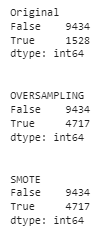 Original
False    9434
True     1528
dtype: int64
OVERSAMPLING
False    9434
True     4717
dtype: int64
SMOTE
False    9434
True     4717
dtype: int64